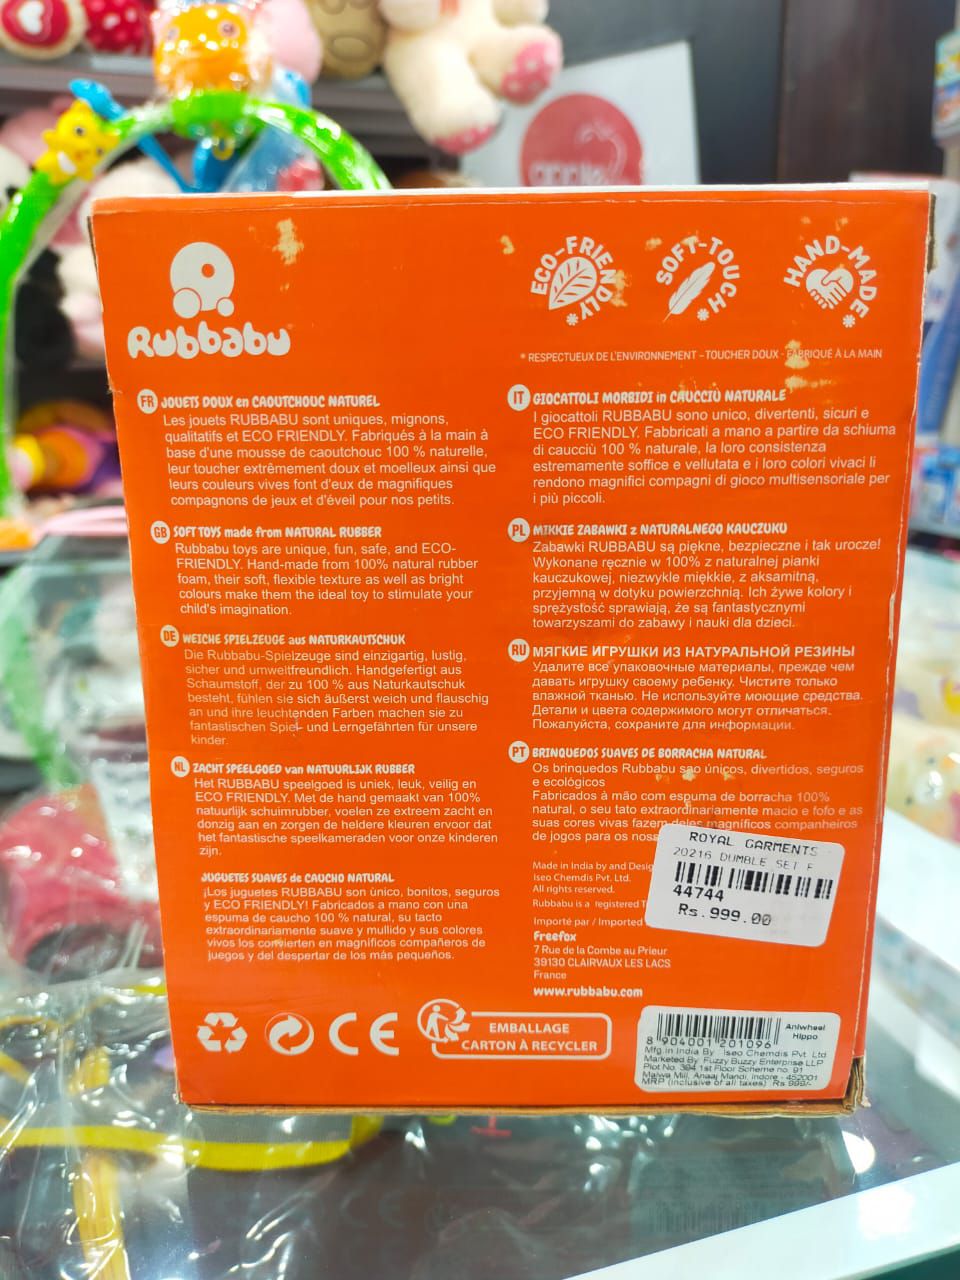 Rubbabu
ECO-FRIENDLY*
SOFT-TOUCH*
HAND-MADE*
* RESPECTUEUX DE L'ENVIRONNEMENT - TOUCHER DOUX - FABRIQUÉ À LA MAIN
FR JOUETS DOUX en CAOUTCHOUC NATUREL
Les jouets RUBBABU sont uniques, mignons,
qualitatifs et ECO FRIENDLY. Fabriqués à la main à
base d'une mousse de caoutchouc 100 % naturelle,
leur toucher extrêmement doux et moelleux ainsi que
leurs couleurs vives font d'eux de magnifiques
compagnons de jeux et d'éveil pour nos petits.
GB SOFT TOYS made from NATURAL RUBBER
Rubbabu toys are unique, fun, safe, and ECO-
FRIENDLY. Hand-made from 100% natural rubber
foam, their soft, flexible texture as well as bright
colours make them the ideal toy to stimulate your
child's imagination.
DE WEICHE SPIELZEUGE aus NATURKAUTSCHUK
Die Rubbabu-Spielzeuge sind einzigartig, lustig,
sicher und umweltfreundlich. Handgefertigt aus
Schaumstoff, der zu 100 % aus Naturkautschuk
besteht, fühlen sie sich äußerst weich und flauschig
an und ihre leuchtenden Farben machen sie zu
fantastischen Spiel- und Lerngefährten für unsere
kinder.
NL ZACHT SPEELGOED van NATUURLIJK RUBBER
Het RUBBABU speelgoed is uniek, leuk, veilig en
ECO FRIENDLY. Met de hand gemaakt van 100%
natuurlijk schuimrubber, voelen ze extreem zacht en
donzig aan en zorgen de heldere kleuren ervoor dat
het fantastische speelkameraden voor onze kinderen
zijn.
JUGUETES SUAVES de CAUCHO NATURAL
¡Los juguetes RUBBABU son único, bonitos, seguros
y ECO FRIENDLY! Fabricados a mano con una
espuma de caucho 100 % natural, su tacto
extraordinariamente suave y mullido y sus colores
vivos los convierten en magníficos compañeros de
juegos y del despertar de los más pequeños.
IT GIOCATTOLI MORBIDI in CAUCCIÙ NATURALE
I giocattoli RUBBABU sono unico, divertenti, sicuri e
ECO FRIENDLY. Fabbricati a mano a partire da schiuma
di caucciù 100 % naturale, la loro consistenza
estremamente soffice e vellutata e i loro colori vivaci li
rendono magnifici compagni di gioco multisensoriale per
i più piccoli.
PL MIKKIE ZABAWKI z NATURALNEGO KAUCZUKU
Zabawki RUBBABU są piękne, bezpieczne i tak urocze!
Wykonane ręcznie w 100% z naturalnej pianki
kauczukowej, niezwykle miękkie, z aksamitną,
przyjemną w dotyku powierzchnią. Ich żywe kolory i
sprężystość sprawiają, że są fantastycznymi
towarzyszami do zabawy i nauki dla dzieci.
RU МЯГКИЕ ИГРУШКИ ИЗ НАТУРАЛЬНОЙ РЕЗИНЫ
Удалите все упаковочные материалы, прежде чем
давать игрушку своему ребенку. Чистите только
влажной тканью. Не используйте моющие средства.
Детали и цвета содержимого могут отличаться.
Пожалуйста, сохраните для информации.
PT BRINQUEDOS SUAVES DE BORRACHA NATURAL
Os brinquedos Rubbabu sao únicos, divertidos, seguros
e ecológicos
Fabricados à mão com espuma de borracha 100%
natural, o seu tato extraordinariamente macio e fofo e as
suas cores vivas fazem deles magníficos companheiros
de jogos para os nos
Made in India by and Desig
Iseo Chemdis Pvt. Ltd.
All rights reserved.
Rubbabu is a registered T
Importé par / Imported
Freefox
7 Rue de la Combe au Prieur
39130 CLAIRVAUX LES LACS
France
www.rubbabu.com
ROYAL GARMENTS
20216 DUMBLE SET F
44744
Rs.999.00
CE
EMBALLAGE
CARTON À RECYCLER
8 904001 201096
Aniwheel
Hippo
Mfg.in India By Iseo Chemdis Pvt. Ltd
Marketed By Fuzzy Buzzy Enterprise LLP
Plot No. 394 1st Floor Scheme no. 91
Malwa Mill, Anaaj Mandi, Indore - 452001
MRP (inclusive of all taxes) Rs 999/-